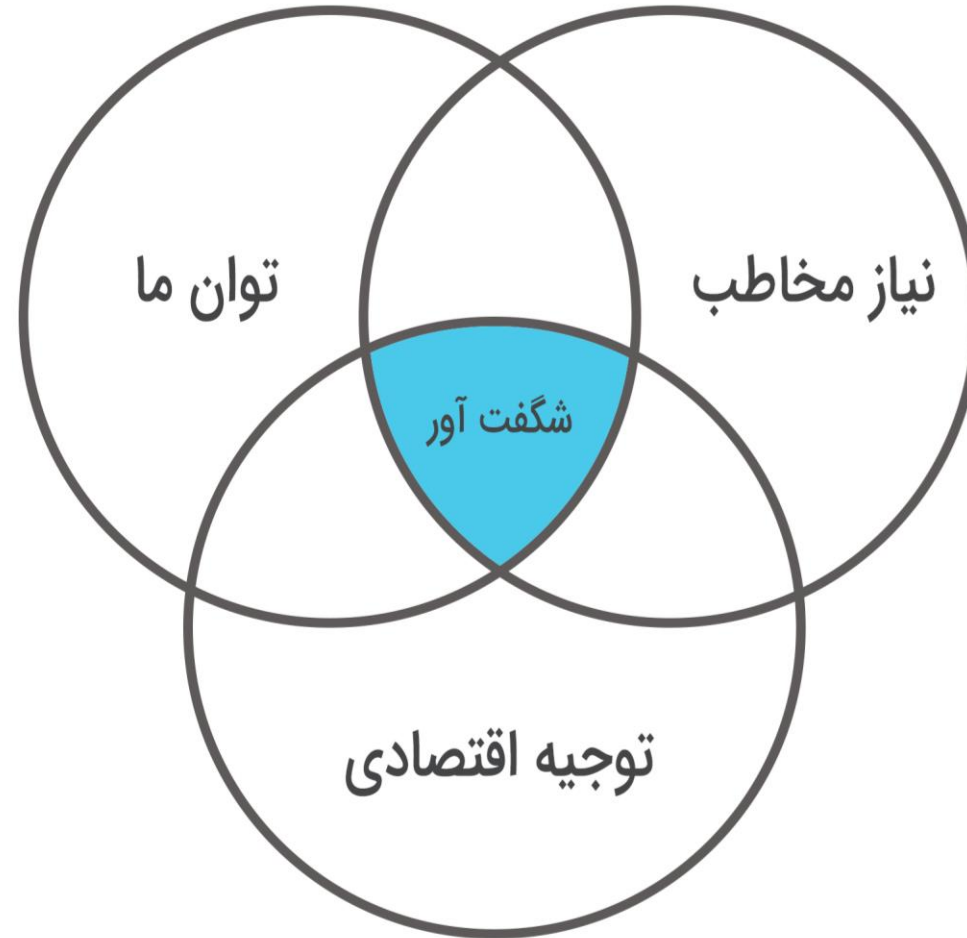 نیاز مخاطب
توان ما
شگفت آور
توجیه اقتصادی